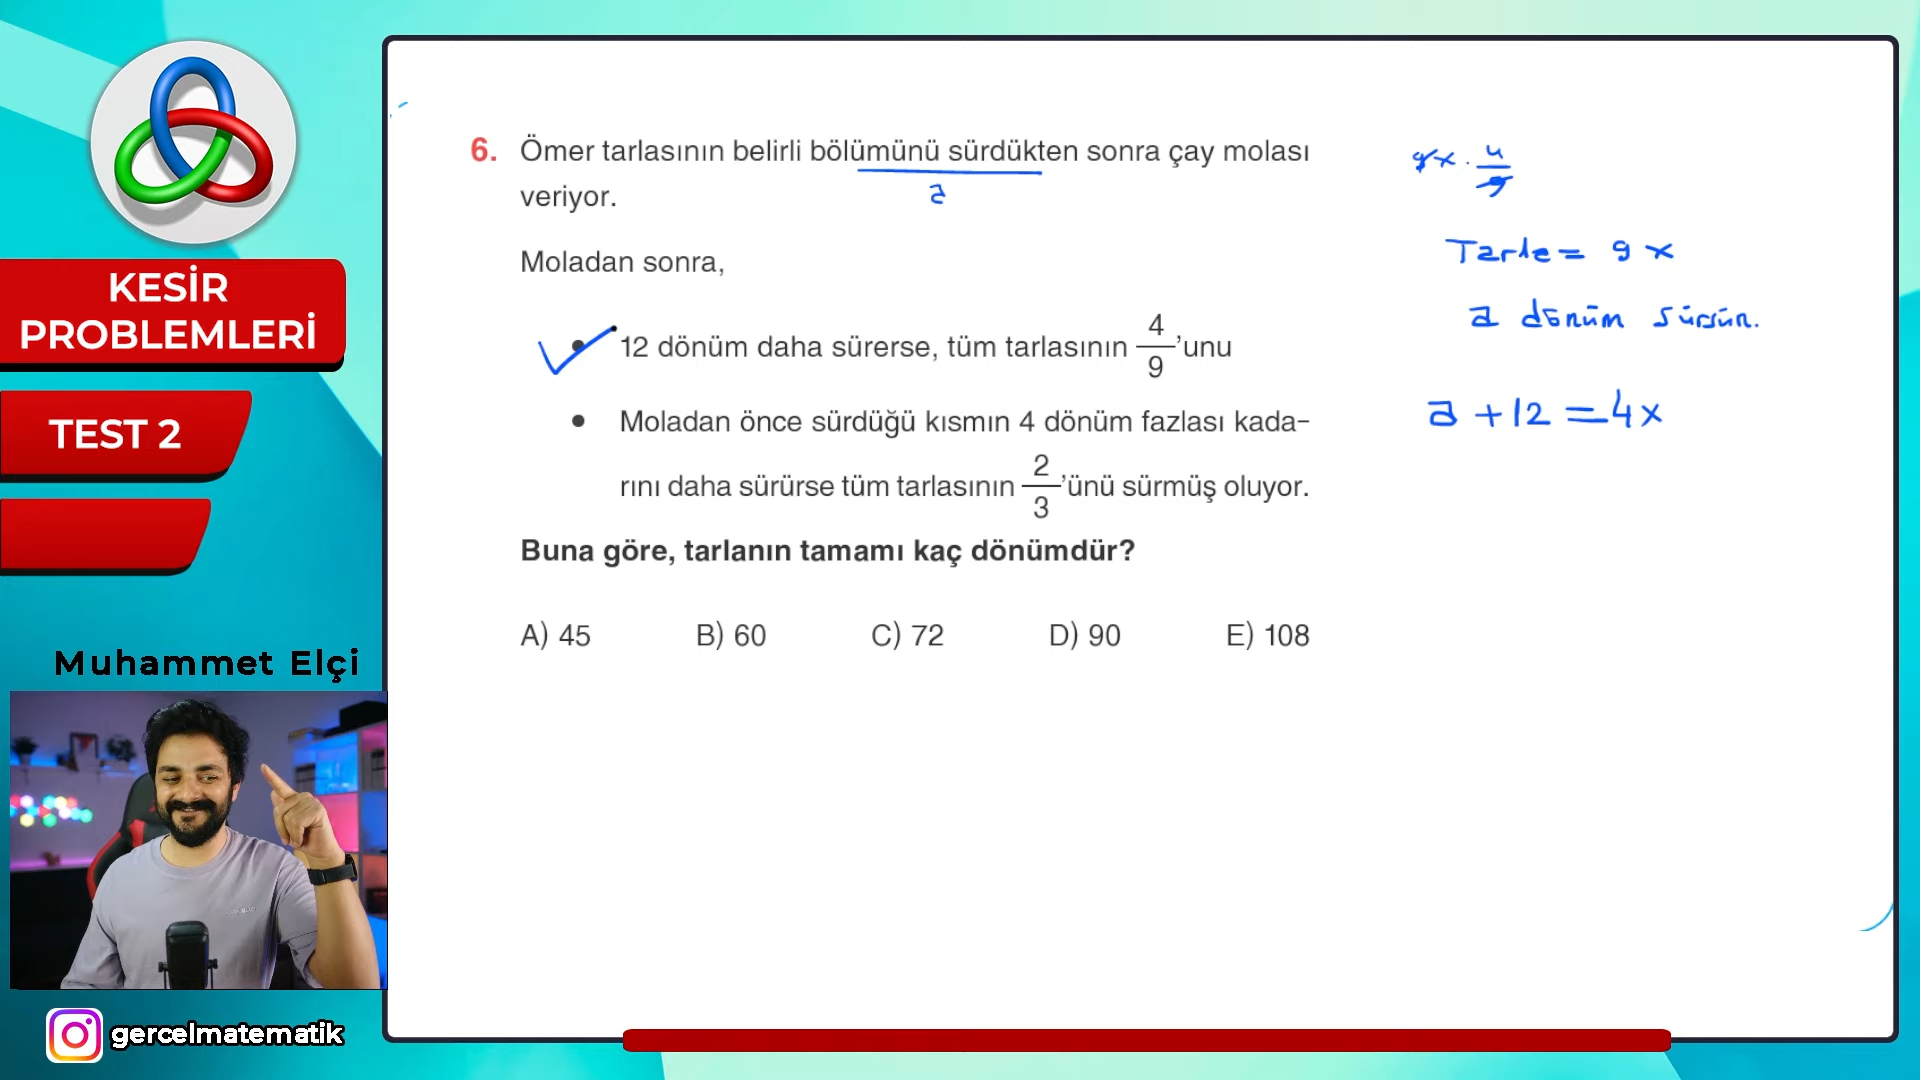 KESİR
PROBLEMLERİ
TEST 2
Muhammet Elçi
gercelmatematik
6. Ömer tarlasının belirli bölümünü sürdükten sonra çay molası
veriyor.
a
Moladan sonra,
12 dönüm daha sürerse, tüm tarlasının 4/9'unu
Moladan önce sürdüğü kısmın 4 dönüm fazlası kada-
rını daha sürürse tüm tarlasının 2/3'ünü sürmüş oluyor.
Buna göre, tarlanın tamamı kaç dönümdür?
A) 45 B) 60 C) 72 D) 90 E) 108
9x · 4/9
Tarla = 9x
a dönüm sürsün.
a + 12 = 4x